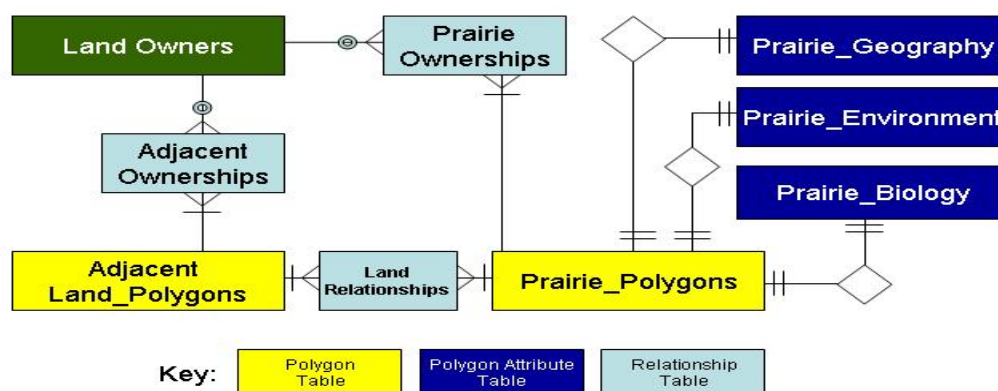 Land Owners
Prairie
Ownerships
Prairie_Geography
Prairie_Environment
Adjacent
Ownerships
Prairie_Biology
Adjacent
Land_Polygons
Land
Relationships
Prairie_Polygons
Key:
Polygon
Table
Polygon Attribute
Table
Relationship
Table